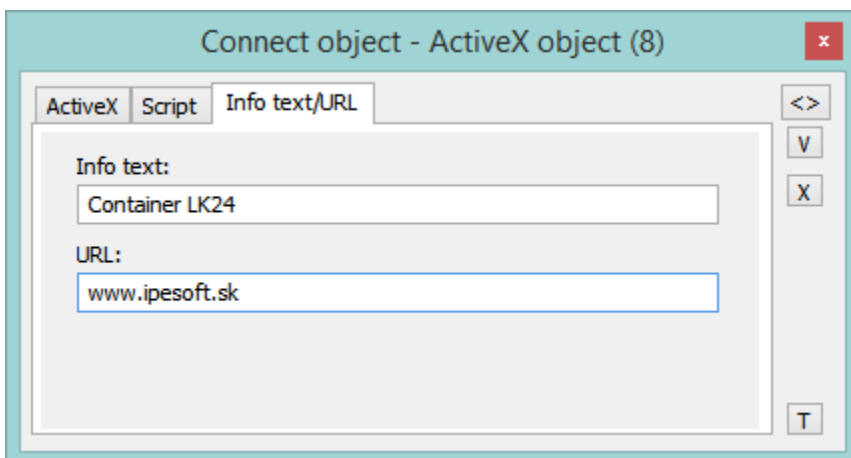 Connect object - ActiveX object (8)
x
ActiveX Script Info text/URL
<>
V
X
Info text:
Container LK24
URL:
www.ipesoft.sk
T